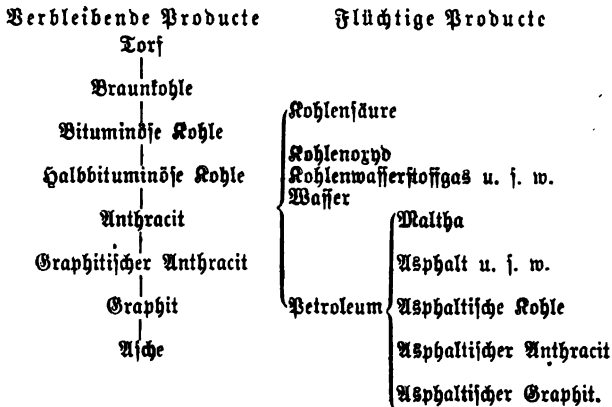 Verbleibende Producte
Torf
Braunkohle
Bituminöse Kohle
Halbbituminöse Kohle
Anthracit
Graphitischer Anthracit
Graphit
Asche
Flüchtige Producte
Kohlensäure
Kohlenoxyd
Kohlenwasserstoffgas u. s. w.
Wasser
Petroleum
Maltha
Asphalt u. s. w.
Asphaltische Kohle
Asphaltischer Anthracit
Asphaltischer Graphit.